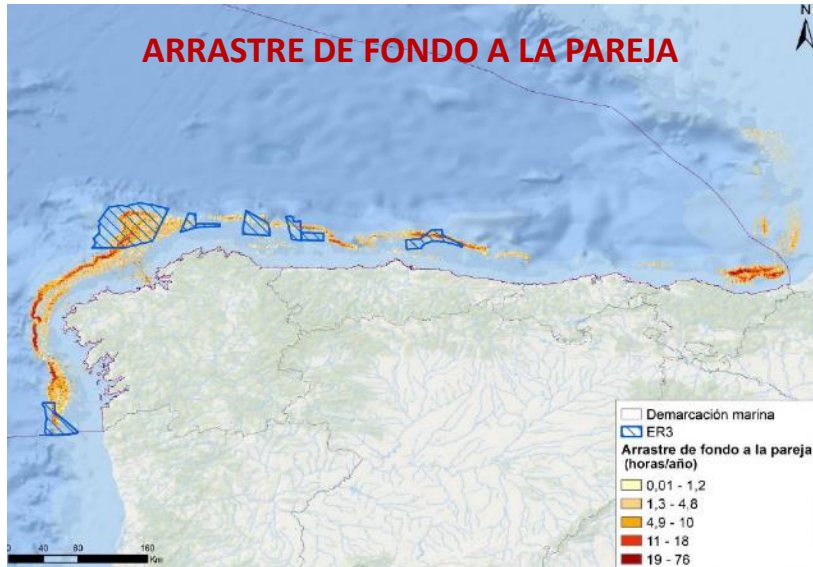 ARRASTRE DE FONDO A LA PAREJA
N
Demarcación marina
ER3
Arrastre de fondo a la pareja
(horas/año)
0,01 - 1,2
1,3 - 4,8
4,9 - 10
11 - 18
19 - 76
0 40 80 160
Km